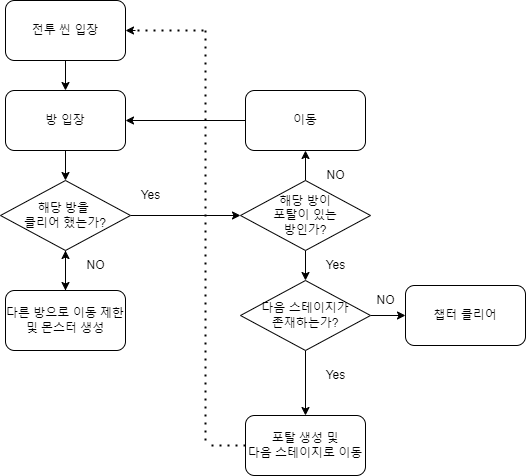 전투 씬 입장
방 입장
이동
NO
해당 방을
클리어 했는가?
Yes
해당 방이
포탈이 있는
방인가?
NO
Yes
다른 방으로 이동 제한
및 몬스터 생성
다음 스테이지가
존재하는가?
NO
챕터 클리어
Yes
포탈 생성 및
다음 스테이지로 이동